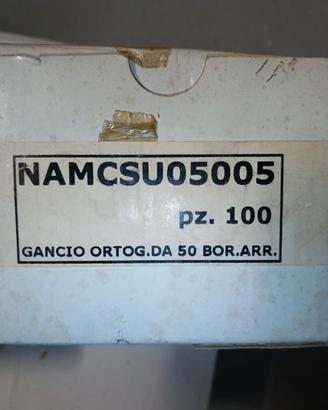 NAMCSU05005
pz. 100
GANCIO ORTOG.DA 50 BOR.ARR.